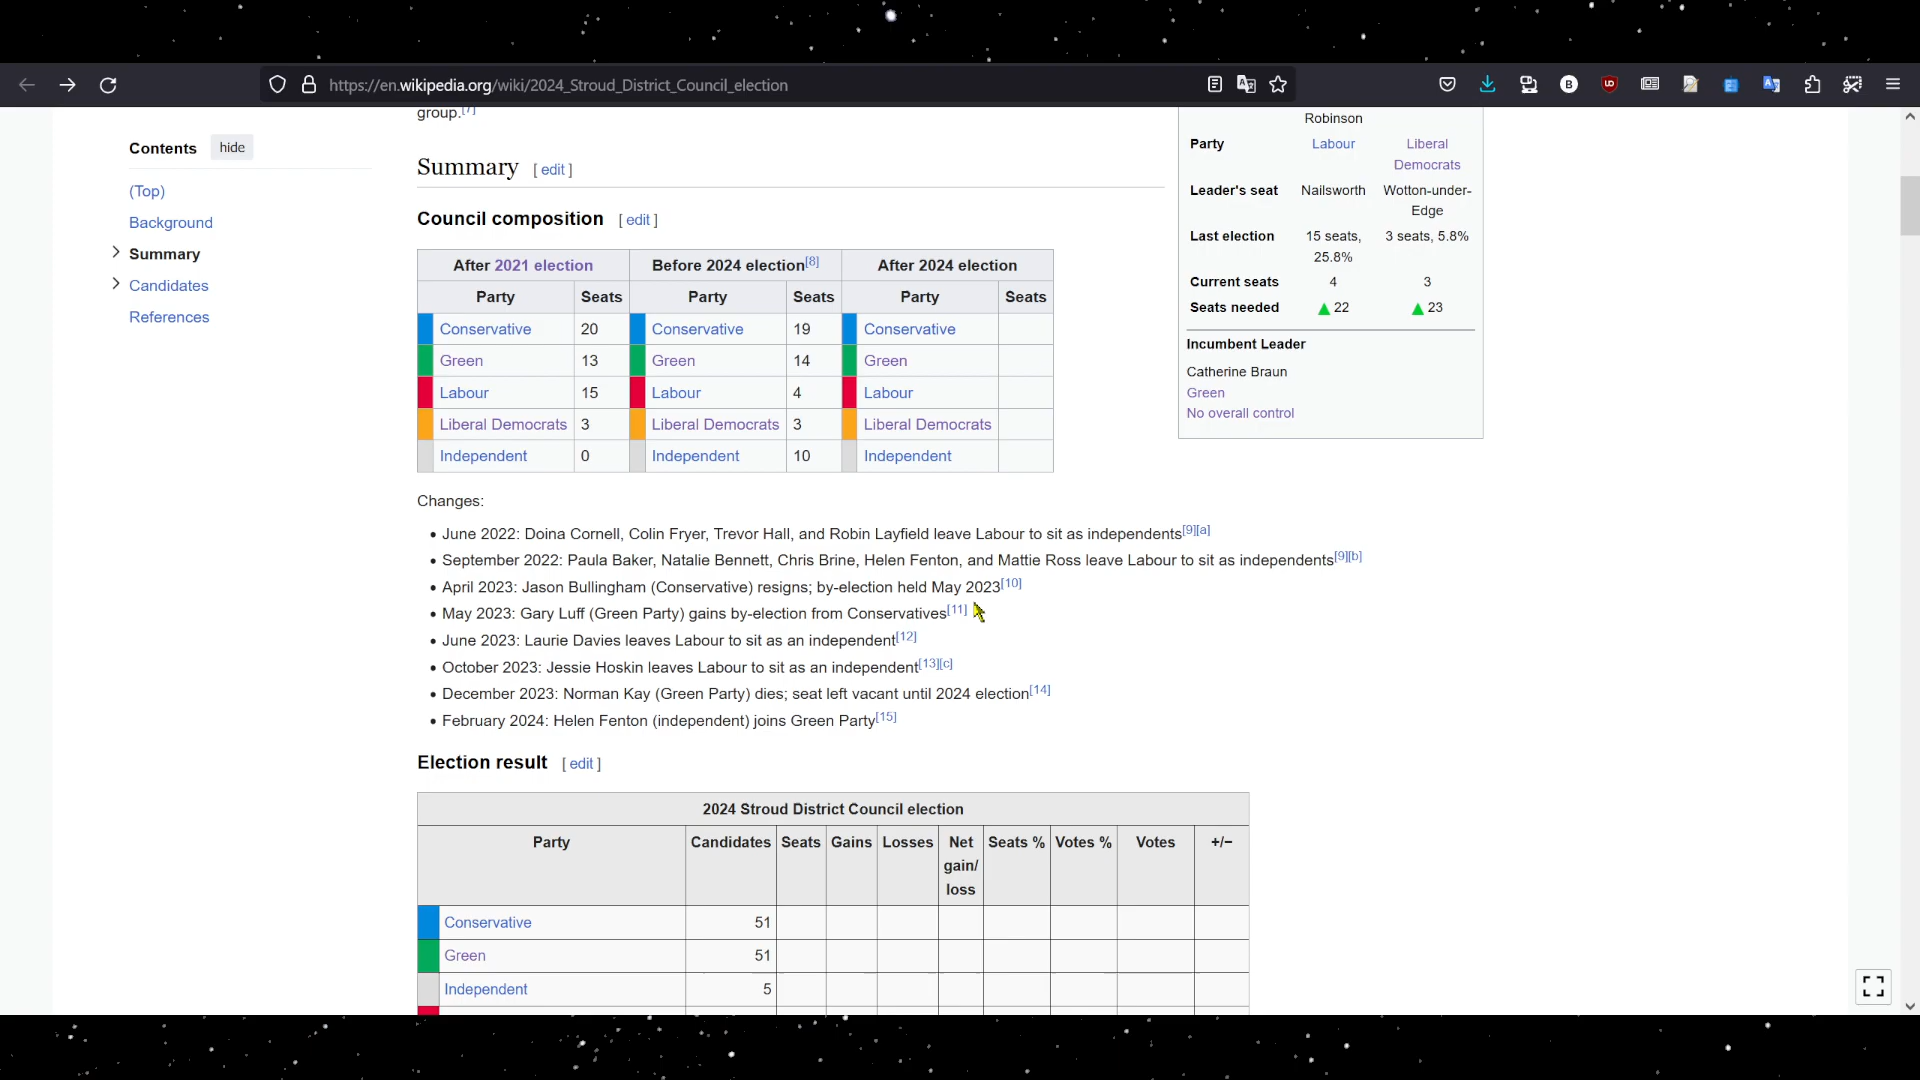 https://en.wikipedia.org/wiki/2024_Stroud_District_Council_election
group.[7]
Contents hide
(Top)
Background
Summary
Candidates
References
Summary [ edit ]
Council composition [ edit ]
After 2021 election Before 2024 election[8] After 2024 election
Party Seats Party Seats Party Seats
Conservative 20 Conservative 19 Conservative
Green 13 Green 14 Green
Labour 15 Labour 4 Labour
Liberal Democrats 3 Liberal Democrats 3 Liberal Democrats
Independent 0 Independent 10 Independent
Changes:
• June 2022: Doina Cornell, Colin Fryer, Trevor Hall, and Robin Layfield leave Labour to sit as independents[9][a]
• September 2022: Paula Baker, Natalie Bennett, Chris Brine, Helen Fenton, and Mattie Ross leave Labour to sit as independents[9][b]
• April 2023: Jason Bullingham (Conservative) resigns; by-election held May 2023[10]
• May 2023: Gary Luff (Green Party) gains by-election from Conservatives[11]
• June 2023: Laurie Davies leaves Labour to sit as an independent[12]
• October 2023: Jessie Hoskin leaves Labour to sit as an independent[13][c]
• December 2023: Norman Kay (Green Party) dies; seat left vacant until 2024 election[14]
• February 2024: Helen Fenton (independent) joins Green Party[15]
Election result [ edit ]
2024 Stroud District Council election
Party Candidates Seats Gains Losses Net gain/ loss Seats % Votes % Votes +/−
Conservative 51
Green 51
Independent 5
Robinson
Party Labour Liberal
Democrats
Leader's seat Nailsworth Wotton-under-
Edge
Last election 15 seats, 3 seats, 5.8%
25.8%
Current seats 4 3
Seats needed ▲ 22 ▲ 23
Incumbent Leader
Catherine Braun
Green
No overall control